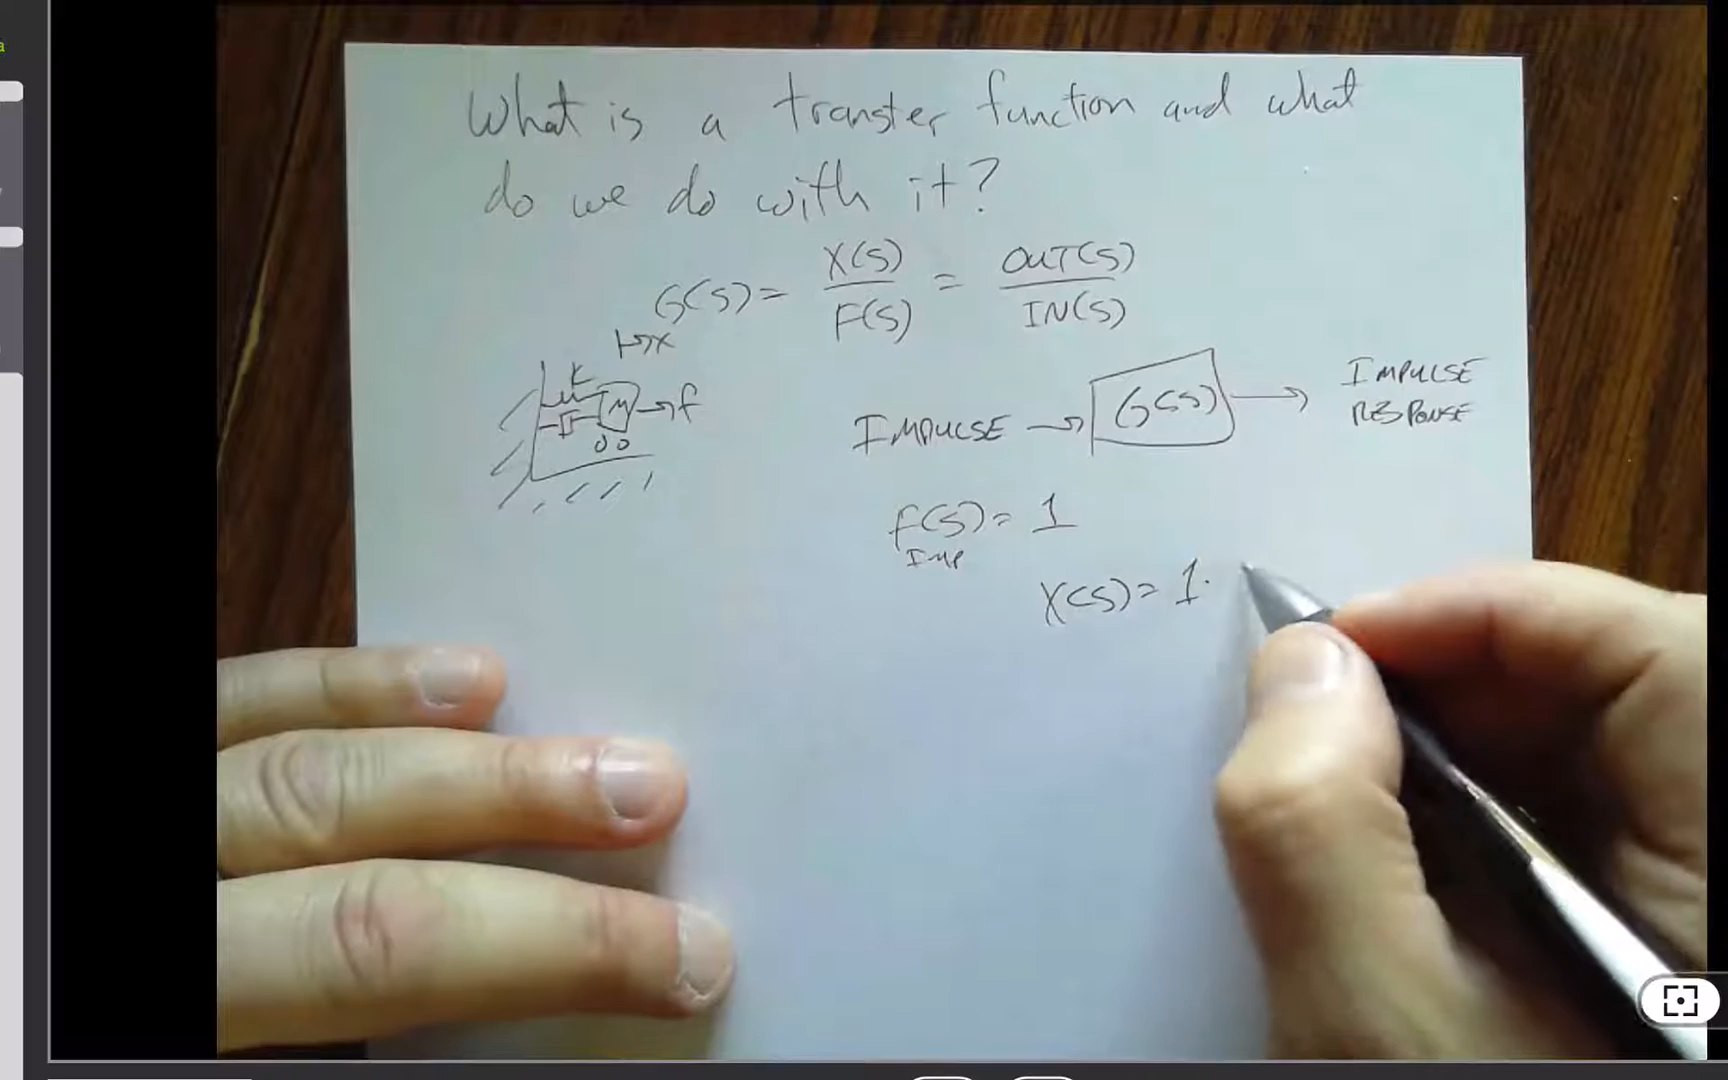 What is a transfer function and what
do we do with it?
G(S) = X(S)/F(S) = OUT(S)/IN(S)
x
K
M
f
IMPULSE → G(S) → IMPULSE
RESPONSE
F(S) = 1
IMP
X(S) = 1 ·
a